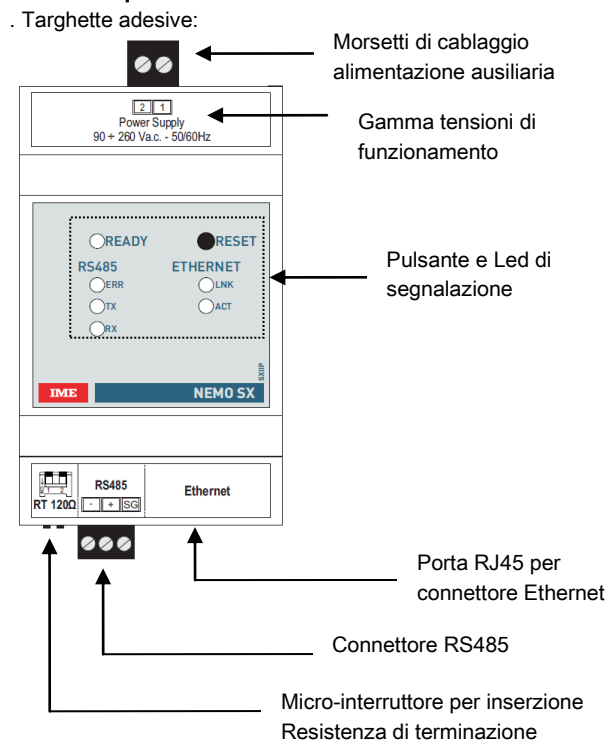 . Targhette adesive:
Morsetti di cablaggio
alimentazione ausiliaria
2 1
Power Supply
90 ÷ 260 Va.c. - 50/60Hz
Gamma tensioni di
funzionamento
READY RESET
RS485 ETHERNET
ERR LNK
TX ACT
RX
Pulsante e Led di
segnalazione
SXIIP
IME NEMO SX
1 2
RT 120Ω
RS485
- + SG
Ethernet
Porta RJ45 per
connettore Ethernet
Connettore RS485
Micro-interruttore per inserzione
Resistenza di terminazione